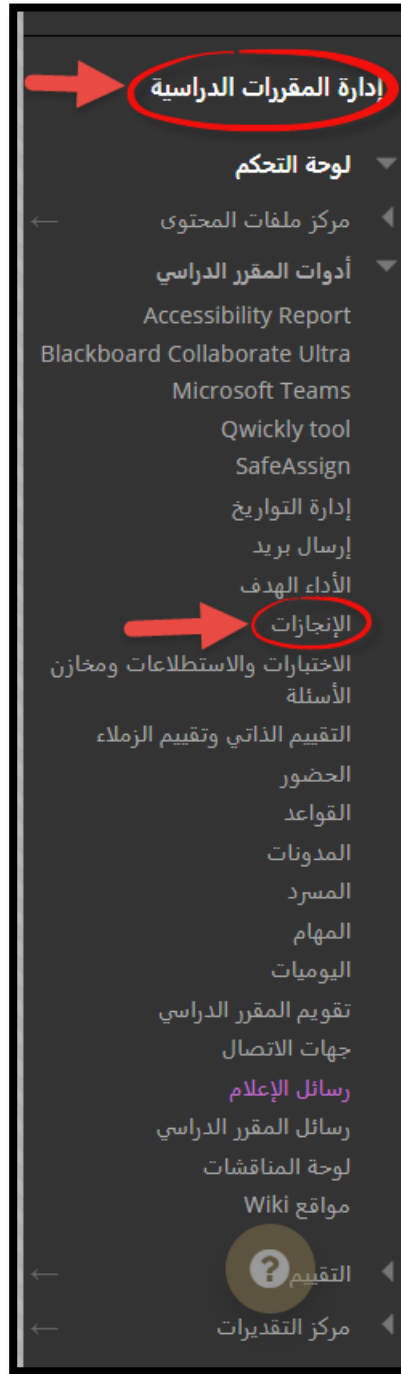 إدارة المقررات الدراسية
لوحة التحكم
مركز ملفات المحتوى
أدوات المقرر الدراسي
Accessibility Report
Blackboard Collaborate Ultra
Microsoft Teams
Qwickly tool
SafeAssign
إدارة التواريخ
إرسال بريد
الأداء الهدف
الإنجازات
الاختبارات والاستطلاعات ومخازن
الأسئلة
التقييم الذاتي وتقييم الزملاء
الحضور
القواعد
المدونات
المسرد
المهام
اليوميات
تقويم المقرر الدراسي
جهات الاتصال
رسائل الإعلام
رسائل المقرر الدراسي
لوحة المناقشات
مواقع Wiki
التقييم
مركز التقديرات